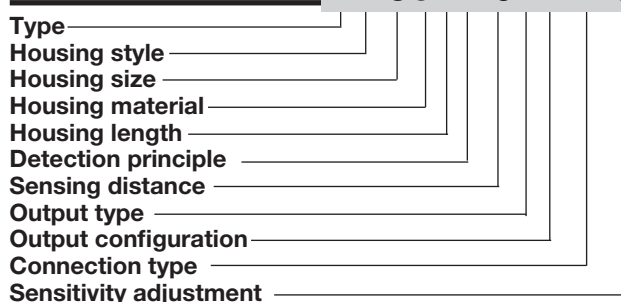 Type
Housing style
Housing size
Housing material
Housing length
Detection principle
Sensing distance
Output type
Output configuration
Connection type
Sensitivity adjustment